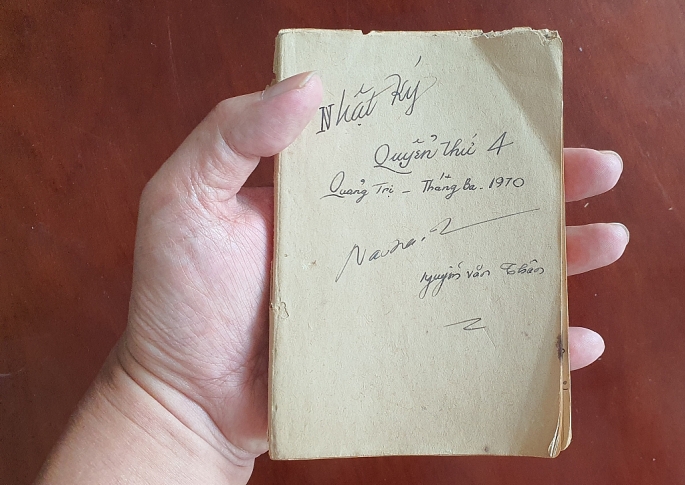 Nhật Ký
Quyển thứ 4
Quảng Trị - Tháng Ba. 1970
Nguyễn Văn Thân